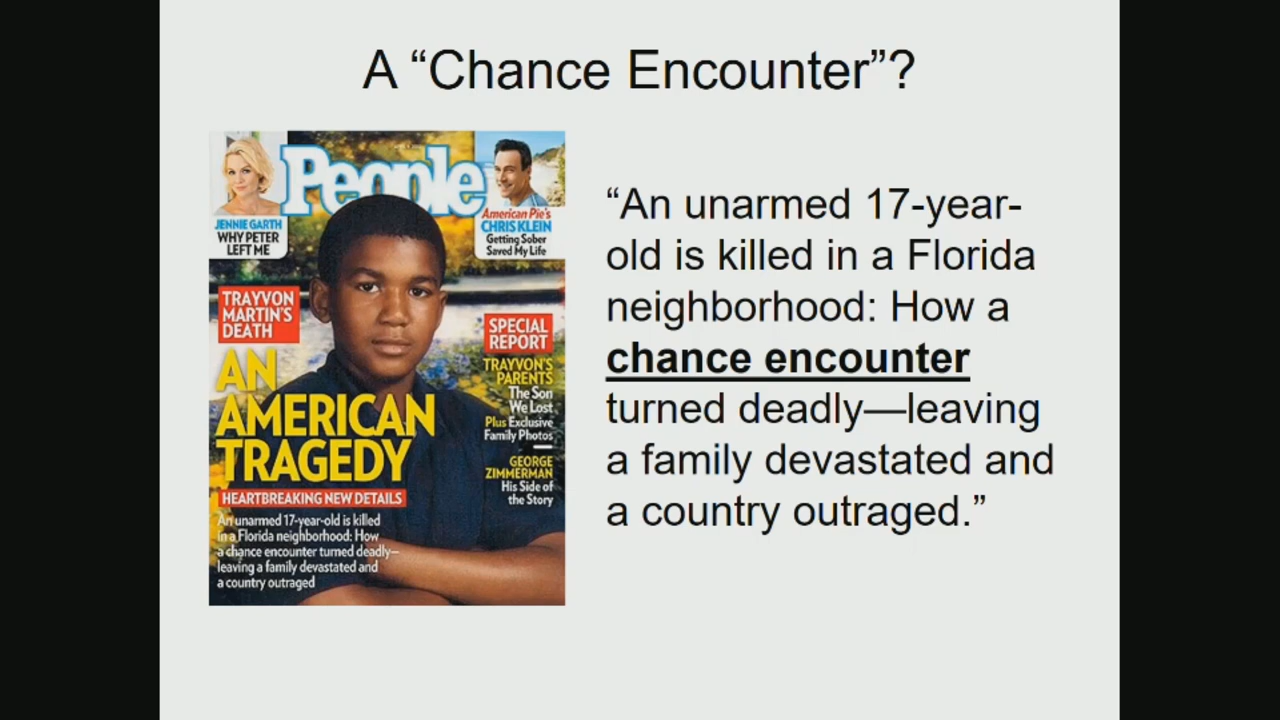 A “Chance Encounter”?
People
JENNIE GARTH
WHY PETER
LEFT ME
American Pie's
CHRIS KLEIN
Getting Sober
Saved My Life
TRAYVON
MARTIN'S
DEATH
AN
AMERICAN
TRAGEDY
HEARTBREAKING NEW DETAILS
An unarmed 17-year-old is killed
in a Florida neighborhood: How
a chance encounter turned deadly—
leaving a family devastated and
a country outraged
SPECIAL
REPORT
TRAYVON'S
PARENTS
The Son
We Lost
Plus Exclusive
Family Photos
GEORGE
ZIMMERMAN
His Side of
the Story
“An unarmed 17-year-
old is killed in a Florida
neighborhood: How a
chance encounter
turned deadly—leaving
a family devastated and
a country outraged.”